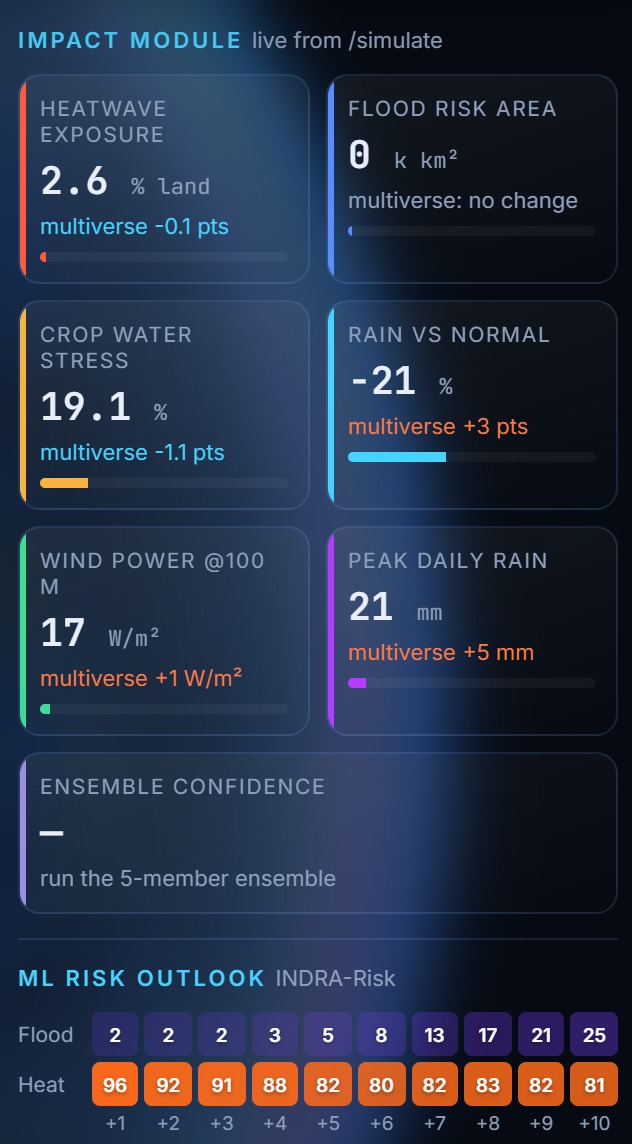 IMPACT MODULE live from /simulate
HEATWAVE
EXPOSURE
2.6 % land
multiverse -0.1 pts
FLOOD RISK AREA
0 k km²
multiverse: no change
CROP WATER
STRESS
19.1 %
multiverse -1.1 pts
RAIN VS NORMAL
-21 %
multiverse +3 pts
WIND POWER @100
M
17 W/m²
multiverse +1 W/m²
PEAK DAILY RAIN
21 mm
multiverse +5 mm
ENSEMBLE CONFIDENCE
—
run the 5-member ensemble
ML RISK OUTLOOK INDRA-Risk
Flood 2 2 2 3 5 8 13 17 21 25
Heat 96 92 91 88 82 80 82 83 82 81
+1 +2 +3 +4 +5 +6 +7 +8 +9 +10